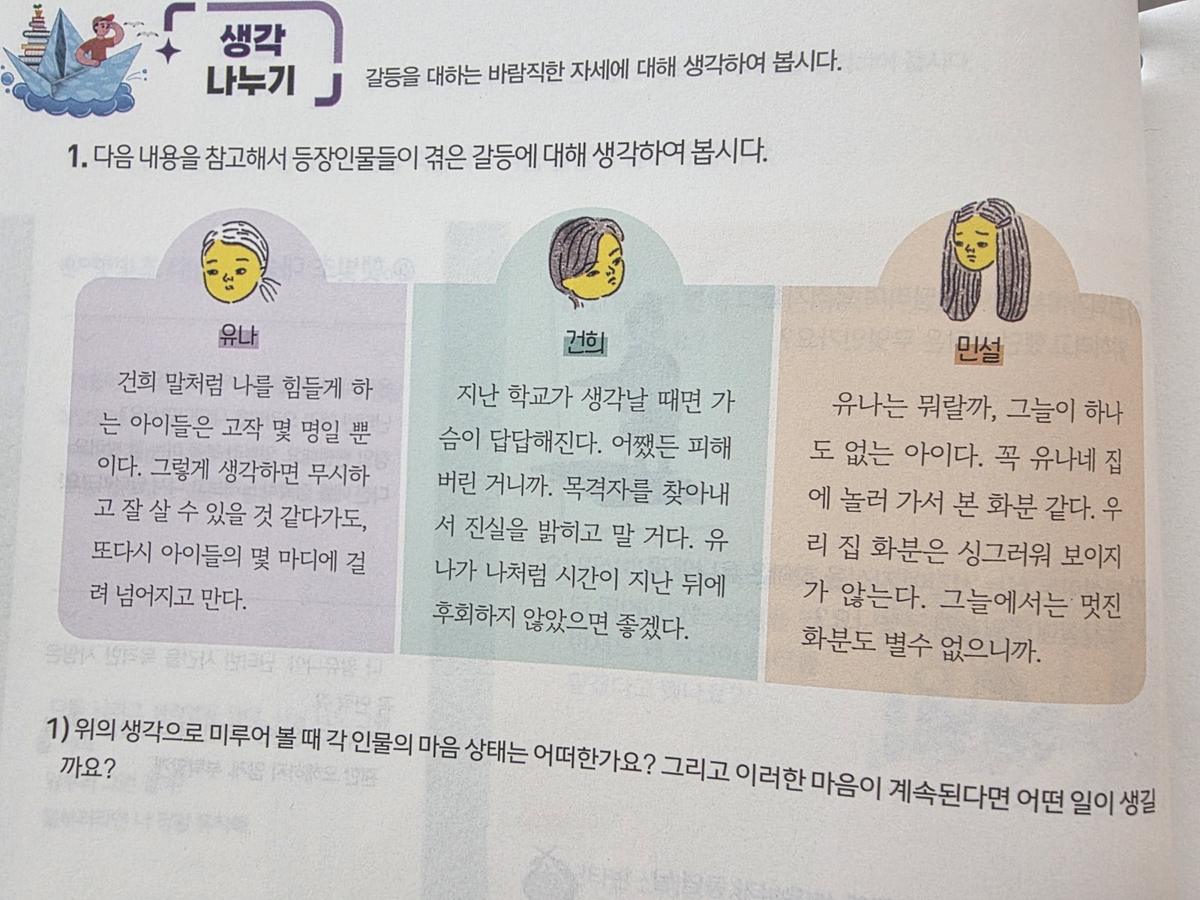 생각
나누기
갈등을 대하는 바람직한 자세에 대해 생각하여 봅시다.
1. 다음 내용을 참고해서 등장인물들이 겪은 갈등에 대해 생각하여 봅시다.
유나
건희 말처럼 나를 힘들게 하
는 아이들은 고작 몇 명일 뿐
이다. 그렇게 생각하면 무시하
고 잘 살 수 있을 것 같다가도,
또다시 아이들의 몇 마디에 걸
려 넘어지고 만다.
건희
지난 학교가 생각날 때면 가
슴이 답답해진다. 어쨌든 피해
버린 거니까. 목격자를 찾아내
서 진실을 밝히고 말 거다. 유
나가 나처럼 시간이 지난 뒤에
후회하지 않았으면 좋겠다.
민설
유나는 뭐랄까, 그늘이 하나
도 없는 아이다. 꼭 유나네 집
에 놀러 가서 본 화분 같다. 우
리 집 화분은 싱그러워 보이지
가 않는다. 그늘에서는 멋진
화분도 별수 없으니까.
1) 위의 생각으로 미루어 볼 때 각 인물의 마음 상태는 어떠한가요? 그리고 이러한 마음이 계속된다면 어떤 일이 생길
까요?